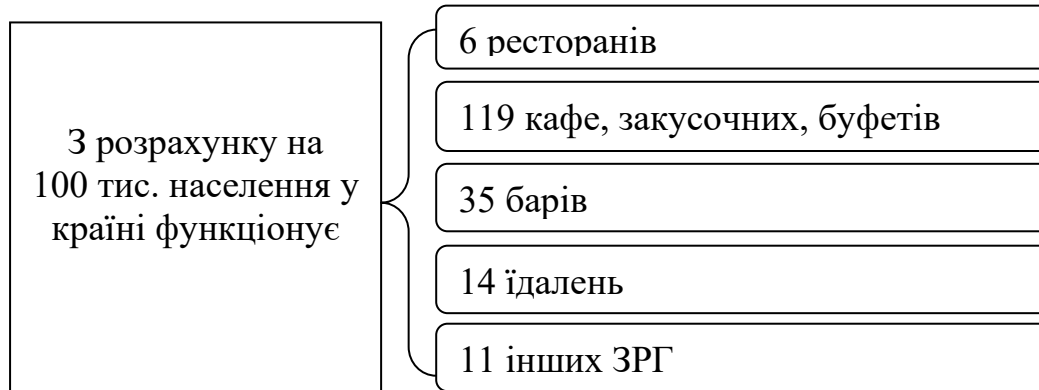 З розрахунку на
100 тис. населення у
країні функціонує
6 ресторанів
119 кафе, закусочних, буфетів
35 барів
14 їдалень
11 інших ЗРГ